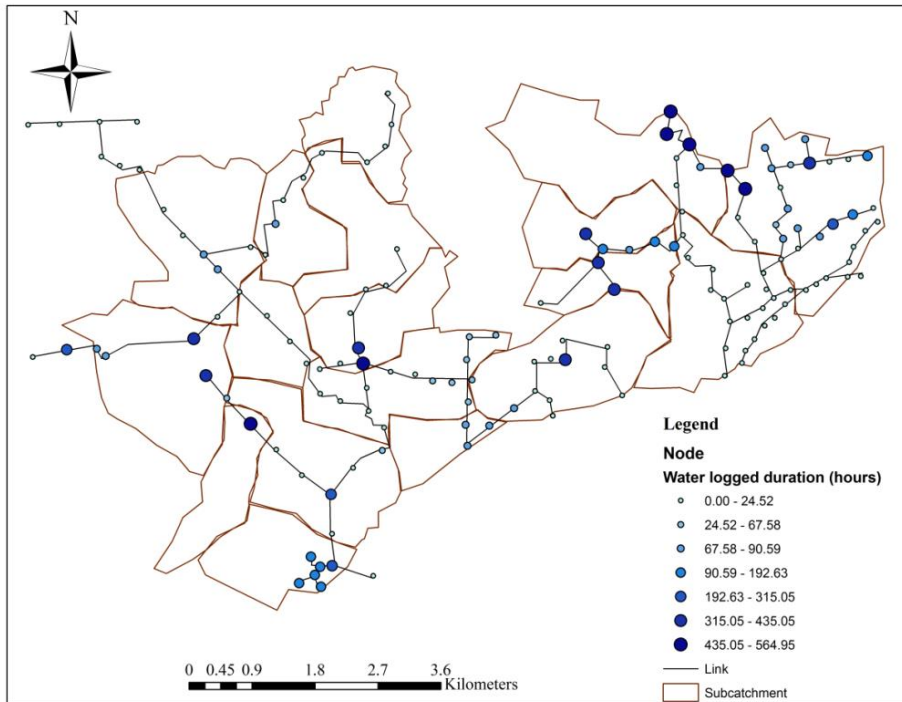 N
Legend
Node
Water logged duration (hours)
0.00 - 24.52
24.52 - 67.58
67.58 - 90.59
90.59 - 192.63
192.63 - 315.05
315.05 - 435.05
435.05 - 564.95
Link
Subcatchment
0 0.45 0.9 1.8 2.7 3.6
Kilometers